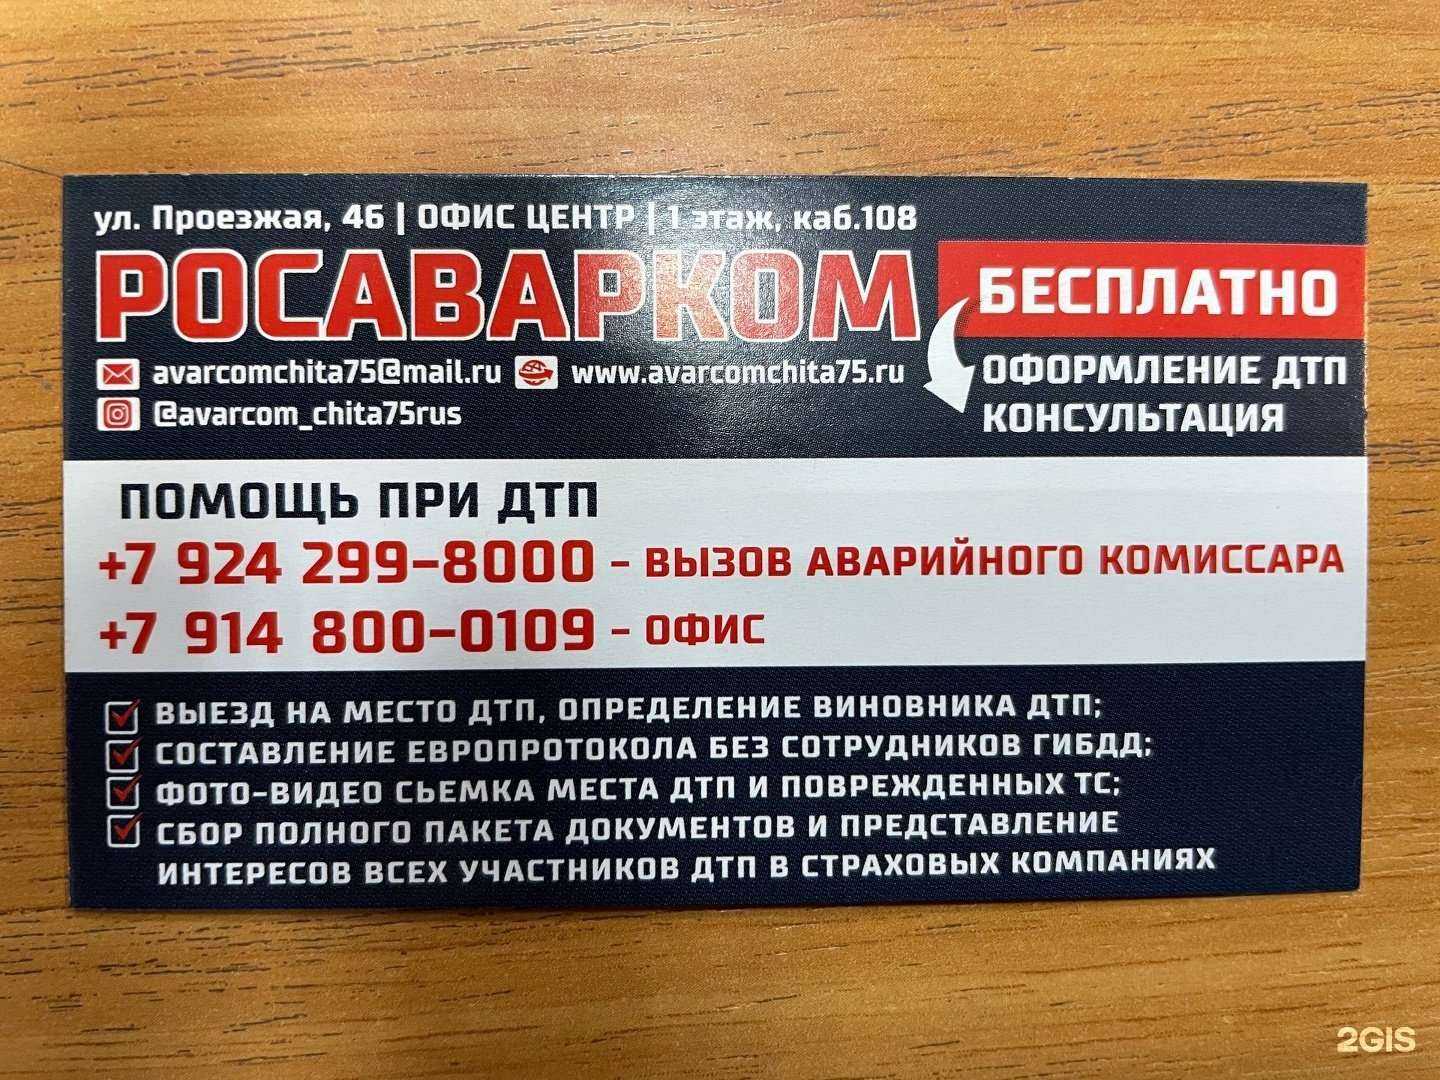 ул. Проезжая, 46 | ОФИС ЦЕНТР | 1 этаж, каб.108
РОСАВАРКОМ
avarcomchita75@mail.ru www.avarcomchita75.ru
@avarcom_chita75rus
БЕСПЛАТНО
ОФОРМЛЕНИЕ ДТП
КОНСУЛЬТАЦИЯ
ПОМОЩЬ ПРИ ДТП
+7 924 299-8000 - ВЫЗОВ АВАРИЙНОГО КОМИССАРА
+7 914 800-0109 - ОФИС
ВЫЕЗД НА МЕСТО ДТП, ОПРЕДЕЛЕНИЕ ВИНОВНИКА ДТП;
СОСТАВЛЕНИЕ ЕВРОПРОТОКОЛА БЕЗ СОТРУДНИКОВ ГИБДД;
ФОТО-ВИДЕО СЬЕМКА МЕСТА ДТП И ПОВРЕЖДЕННЫХ ТС;
СБОР ПОЛНОГО ПАКЕТА ДОКУМЕНТОВ И ПРЕДСТАВЛЕНИЕ
ИНТЕРЕСОВ ВСЕХ УЧАСТНИКОВ ДТП В СТРАХОВЫХ КОМПАНИЯХ
2GIS